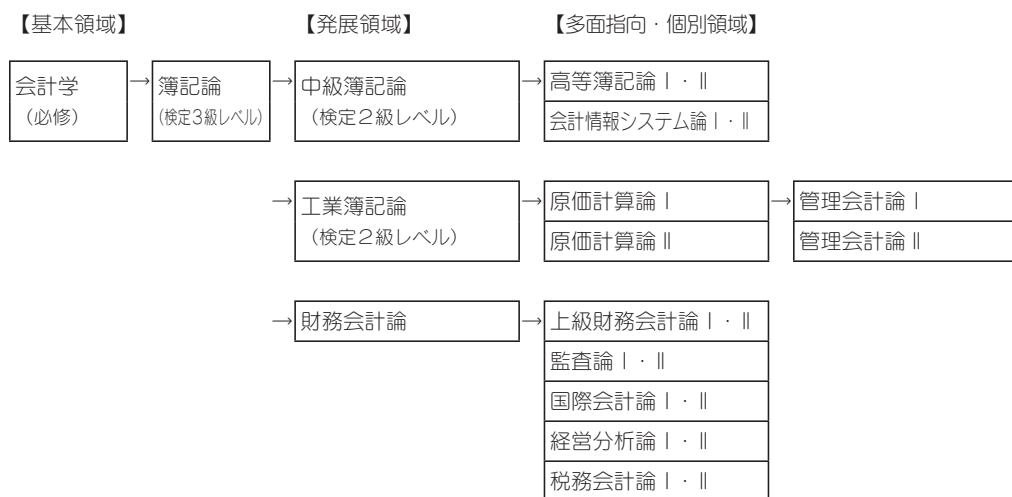 【基本領域】 【発展領域】 【多面指向・個別領域】
会計学 → 簿記論 → 中級簿記論 → 高等簿記論Ⅰ・Ⅱ
（必修） （検定3級レベル） （検定2級レベル） 会計情報システム論Ⅰ・Ⅱ
→ 工業簿記論 → 原価計算論Ⅰ → 管理会計論Ⅰ
（検定2級レベル） 原価計算論Ⅱ 管理会計論Ⅱ
→ 財務会計論 → 上級財務会計論Ⅰ・Ⅱ
監査論Ⅰ・Ⅱ
国際会計論Ⅰ・Ⅱ
経営分析論Ⅰ・Ⅱ
税務会計論Ⅰ・Ⅱ